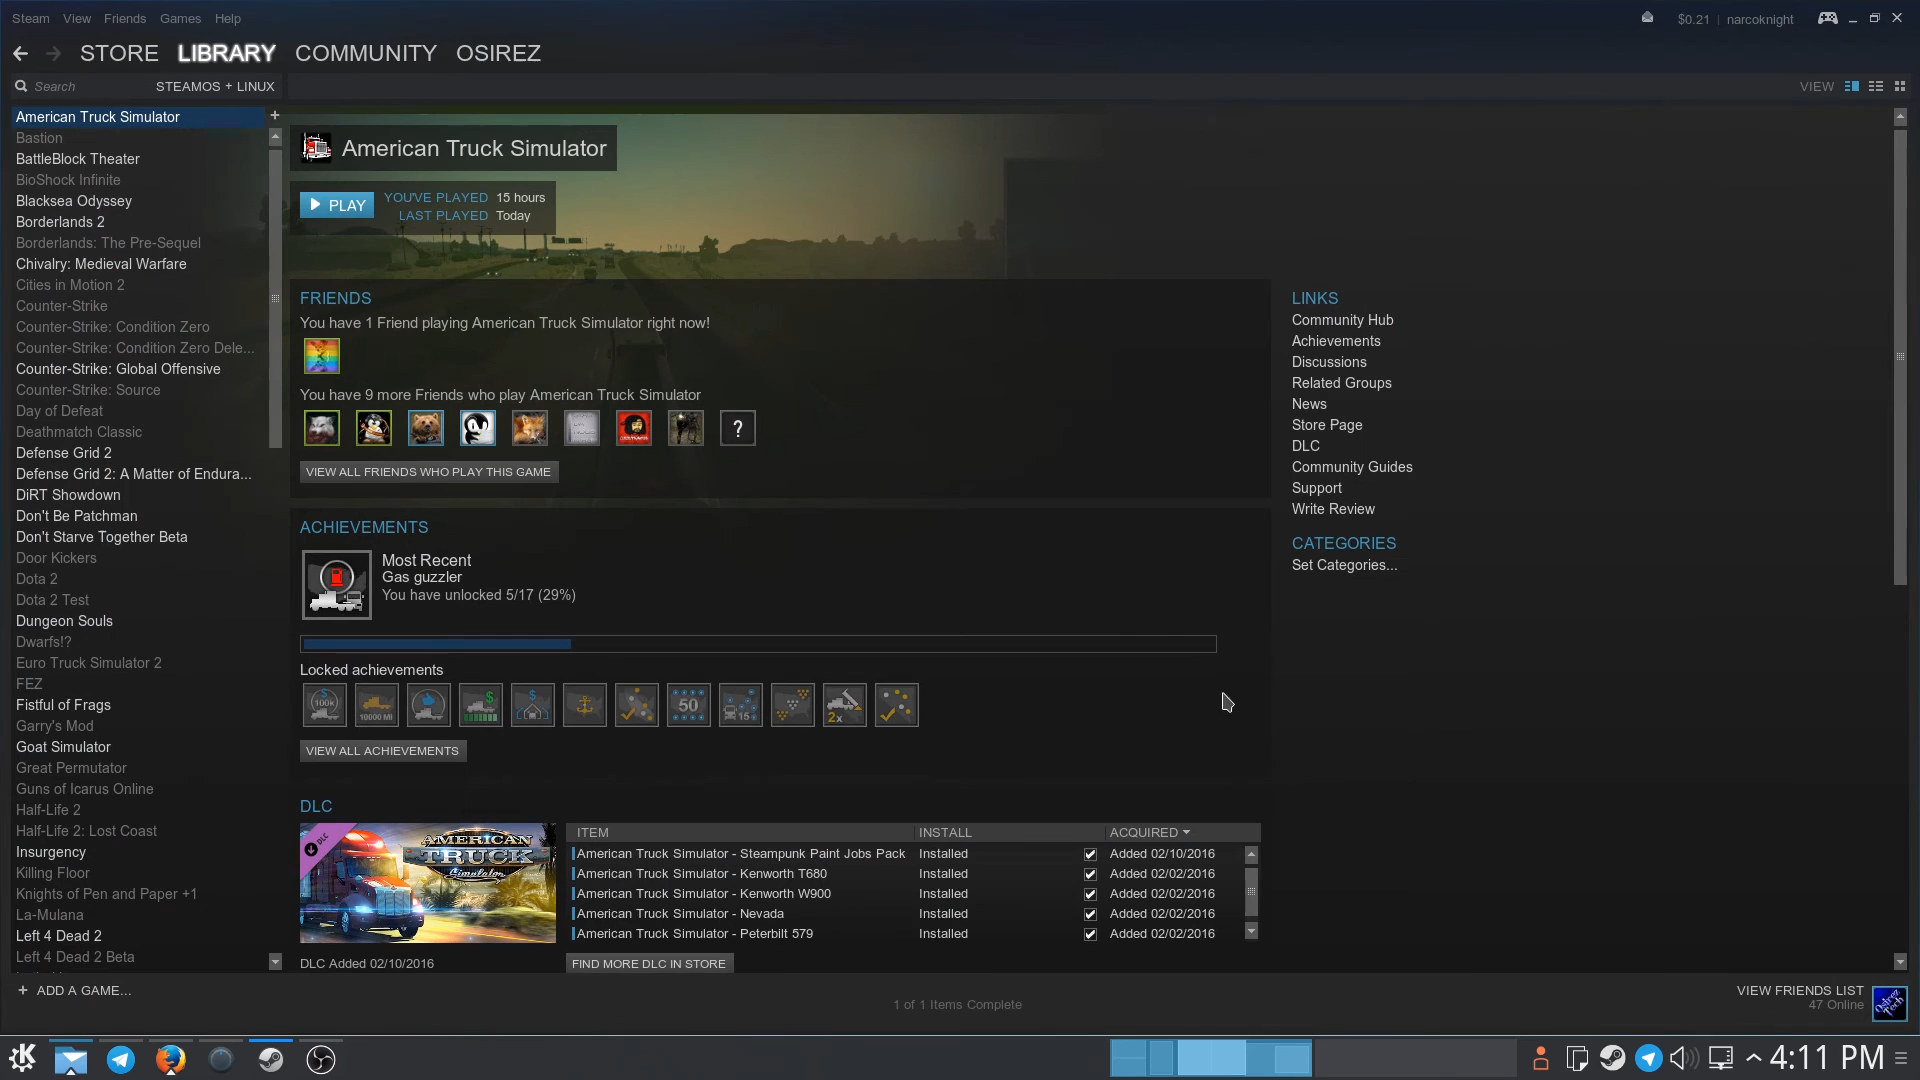 Steam View Friends Games Help
$0.21 | narcoknight
STORE LIBRARY COMMUNITY OSIREZ
Search STEAMOS + LINUX
VIEW
American Truck Simulator +
Bastion
BattleBlock Theater
BioShock Infinite
Blacksea Odyssey
Borderlands 2
Borderlands: The Pre-Sequel
Chivalry: Medieval Warfare
Cities in Motion 2
Counter-Strike
Counter-Strike: Condition Zero
Counter-Strike: Condition Zero Dele...
Counter-Strike: Global Offensive
Counter-Strike: Source
Day of Defeat
Deathmatch Classic
Defense Grid 2
Defense Grid 2: A Matter of Endura...
DiRT Showdown
Don't Be Patchman
Don't Starve Together Beta
Door Kickers
Dota 2
Dota 2 Test
Dungeon Souls
Dwarfs!?
Euro Truck Simulator 2
FEZ
Fistful of Frags
Garry's Mod
Goat Simulator
Great Permutator
Guns of Icarus Online
Half-Life 2
Half-Life 2: Lost Coast
Insurgency
Killing Floor
Knights of Pen and Paper +1
La-Mulana
Left 4 Dead 2
Left 4 Dead 2 Beta
+ ADD A GAME...
American Truck Simulator
PLAY
YOU'VE PLAYED 15 hours
LAST PLAYED Today
FRIENDS
You have 1 Friend playing American Truck Simulator right now!
You have 9 more Friends who play American Truck Simulator
?
VIEW ALL FRIENDS WHO PLAY THIS GAME
ACHIEVEMENTS
Most Recent
Gas guzzler
You have unlocked 5/17 (29%)
Locked achievements
$ 100k
10000 MI
$
$
50
15
2x
VIEW ALL ACHIEVEMENTS
DLC
DLC
AMERICAN
TRUCK
Simulator
DLC Added 02/10/2016
ITEM INSTALL ACQUIRED
American Truck Simulator - Steampunk Paint Jobs Pack Installed Added 02/10/2016
American Truck Simulator - Kenworth T680 Installed Added 02/02/2016
American Truck Simulator - Kenworth W900 Installed Added 02/02/2016
American Truck Simulator - Nevada Installed Added 02/02/2016
American Truck Simulator - Peterbilt 579 Installed Added 02/02/2016
FIND MORE DLC IN STORE
LINKS
Community Hub
Achievements
Discussions
Related Groups
News
Store Page
DLC
Community Guides
Support
Write Review
CATEGORIES
Set Categories...
1 of 1 Items Complete
VIEW FRIENDS LIST
47 Online
Osirez
Tech
4:11 PM